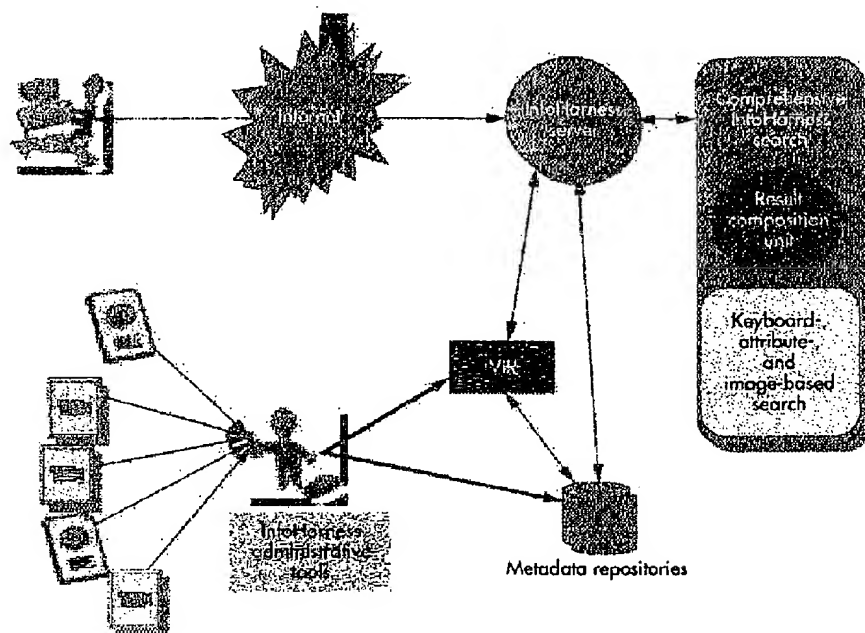 Internet
InfoHarness
server
Comprehensive
InfoHarness
search
Result
composition
unit
Keyboard-,
attribute-,
and
image-based
search
VIR
InfoHarness
administrative
tools
Metadata repositories